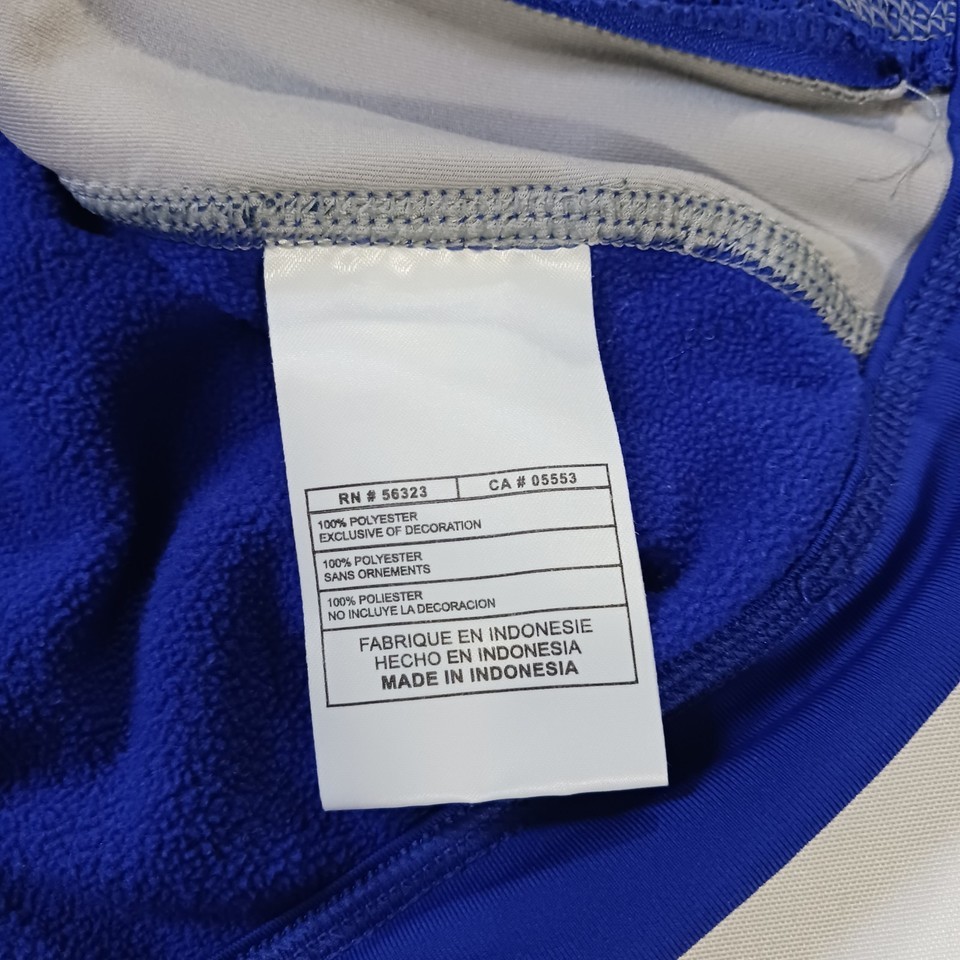 RN # 56323 CA # 05553
100% POLYESTER
EXCLUSIVE OF DECORATION
100% POLYESTER
SANS ORNEMENTS
100% POLIESTER
NO INCLUYE LA DECORACION
FABRIQUE EN INDONESIE
HECHO EN INDONESIA
MADE IN INDONESIA